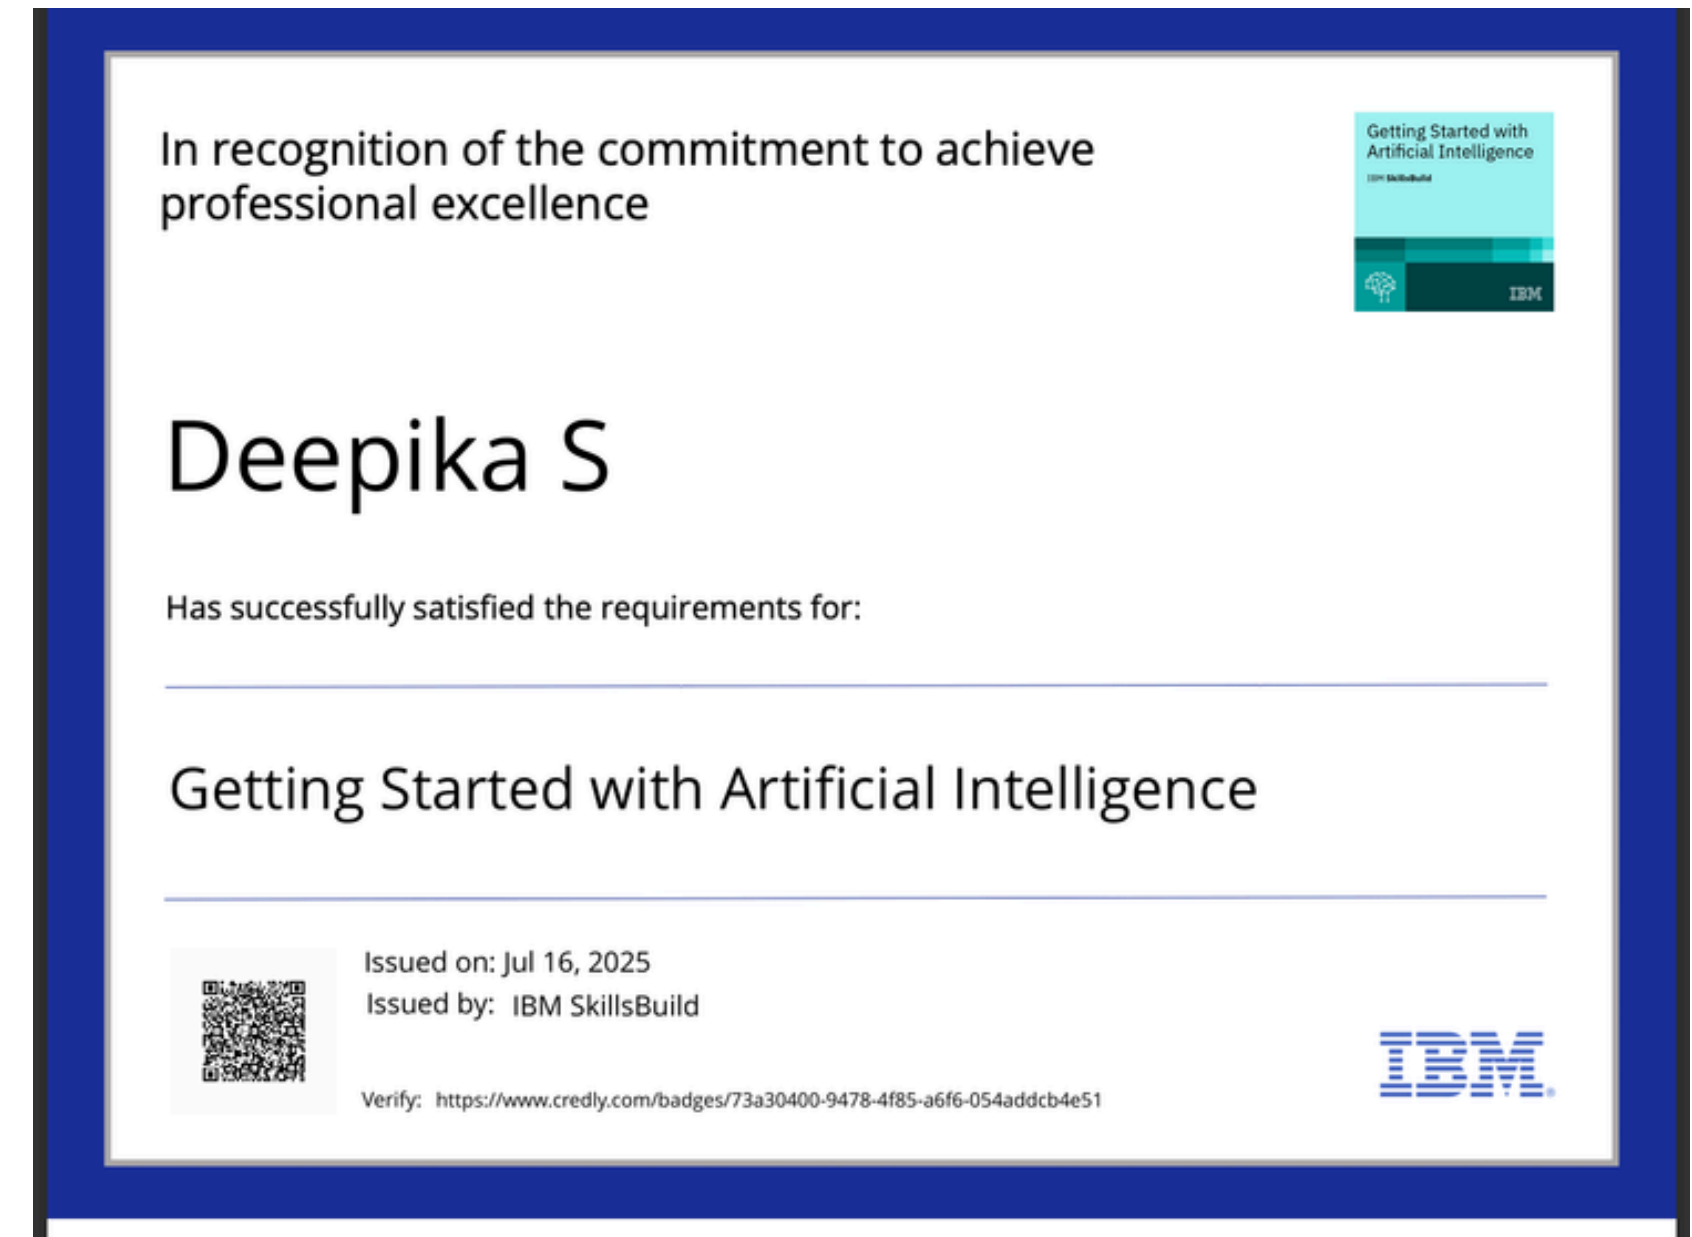 In recognition of the commitment to achieve
professional excellence
Getting Started with
Artificial Intelligence
IBM SkillsBuild
IBM
Deepika S
Has successfully satisfied the requirements for:
Getting Started with Artificial Intelligence
Issued on: Jul 16, 2025
Issued by: IBM SkillsBuild
Verify: https://www.credly.com/badges/73a30400-9478-4f85-a6f6-054addcb4e51
IBM®